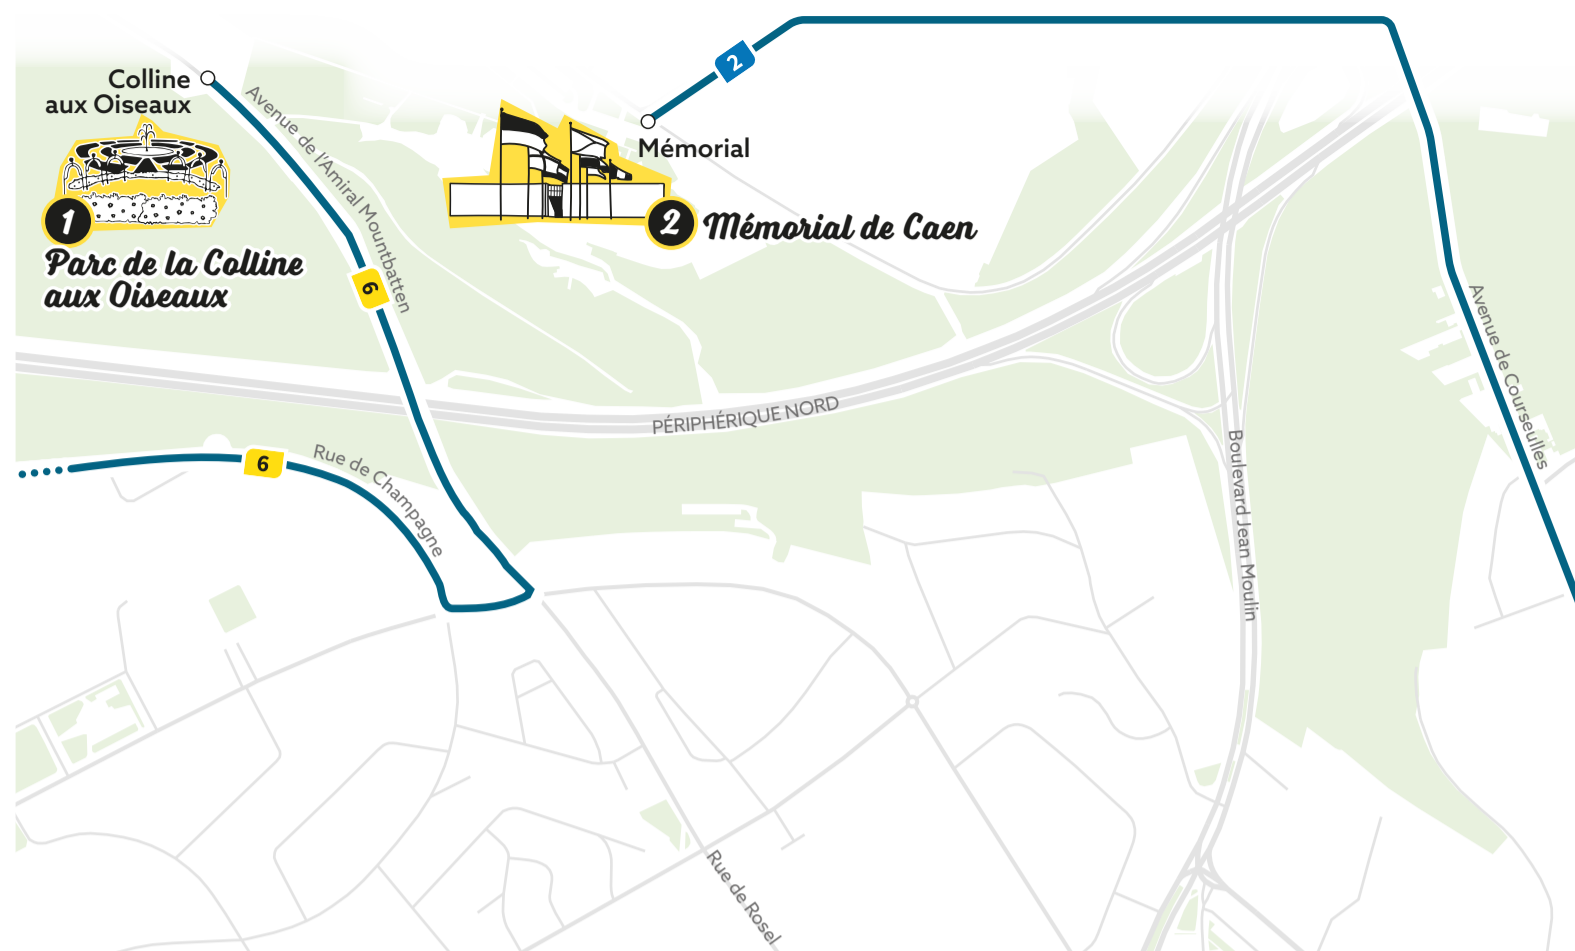 2
Colline
aux Oiseaux
Avenue de l'Amiral Mountbatten
Mémorial
1
2 Mémorial de Caen
Parc de la Colline
aux Oiseaux
6
Avenue de Courseulles
PÉRIPHÉRIQUE NORD
6
Rue de Champagne
Boulevard Jean Moulin
Rue de Rosel